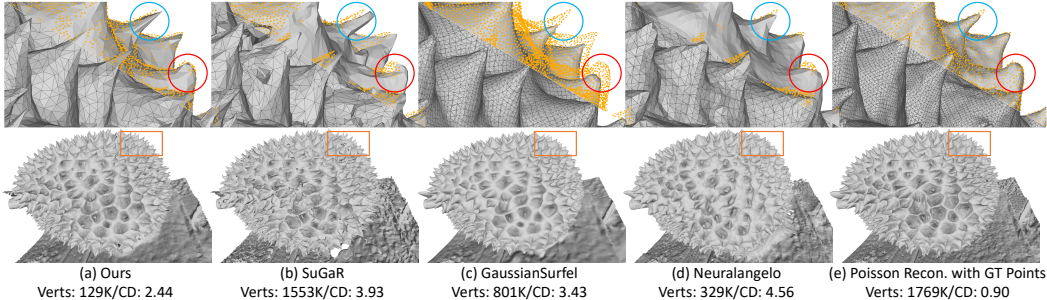 (a) Ours
Verts: 129K/CD: 2.44
(b) SuGaR
Verts: 1553K/CD: 3.93
(c) GaussianSurfel
Verts: 801K/CD: 3.43
(d) Neuralangelo
Verts: 329K/CD: 4.56
(e) Poisson Recon. with GT Points
Verts: 1769K/CD: 0.90